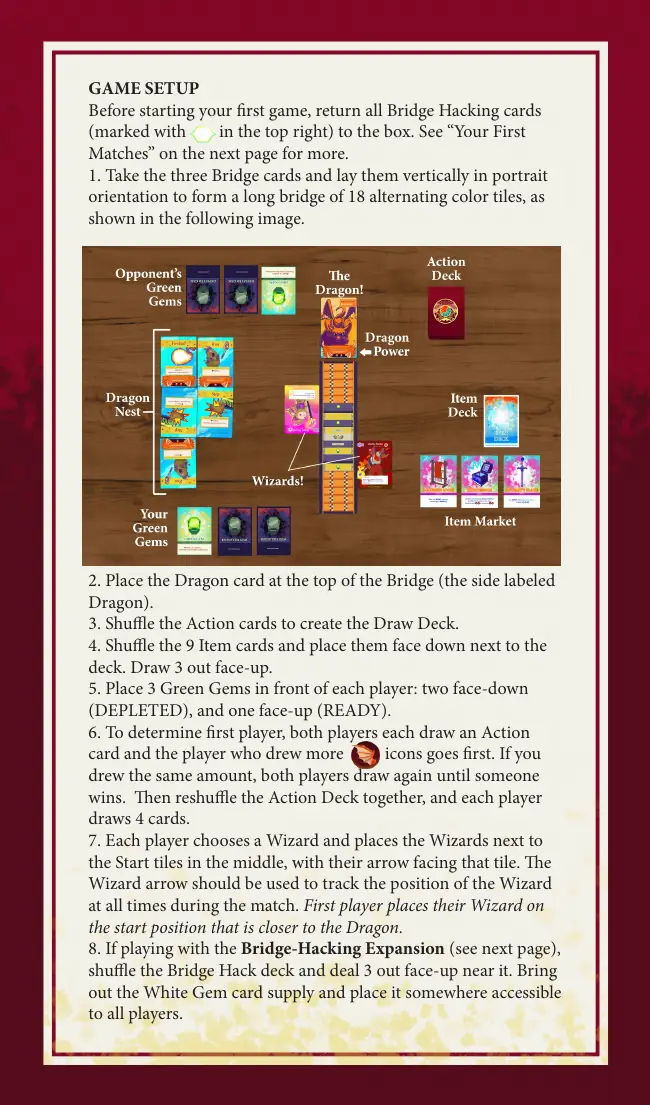 GAME SETUP
Before starting your first game, return all Bridge Hacking cards
(marked with in the top right) to the box. See “Your First
Matches” on the next page for more.
1. Take the three Bridge cards and lay them vertically in portrait
orientation to form a long bridge of 18 alternating color tiles, as
shown in the following image.
Opponent’s
Green
Gems
The
Dragon!
Action
Deck
Dragon
Power
Dragon
Nest
Item
Deck
Wizards!
Your
Green
Gems
Item Market
2. Place the Dragon card at the top of the Bridge (the side labeled
Dragon).
3. Shuffle the Action cards to create the Draw Deck.
4. Shuffle the 9 Item cards and place them face down next to the
deck. Draw 3 out face-up.
5. Place 3 Green Gems in front of each player: two face-down
(DEPLETED), and one face-up (READY).
6. To determine first player, both players each draw an Action
card and the player who drew more icons goes first. If you
drew the same amount, both players draw again until someone
wins.  Then reshuffle the Action Deck together, and each player
draws 4 cards.
7. Each player chooses a Wizard and places the Wizards next to
the Start tiles in the middle, with their arrow facing that tile. The
Wizard arrow should be used to track the position of the Wizard
at all times during the match. First player places their Wizard on
the start position that is closer to the Dragon.
8. If playing with the Bridge-Hacking Expansion (see next page),
shuffle the Bridge Hack deck and deal 3 out face-up near it. Bring
out the White Gem card supply and place it somewhere accessible
to all players.